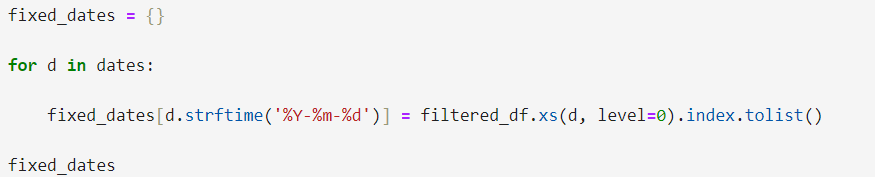 fixed_dates = {}
for d in dates:
    fixed_dates[d.strftime('%Y-%m-%d')] = filtered_df.xs(d, level=0).index.tolist()
fixed_dates